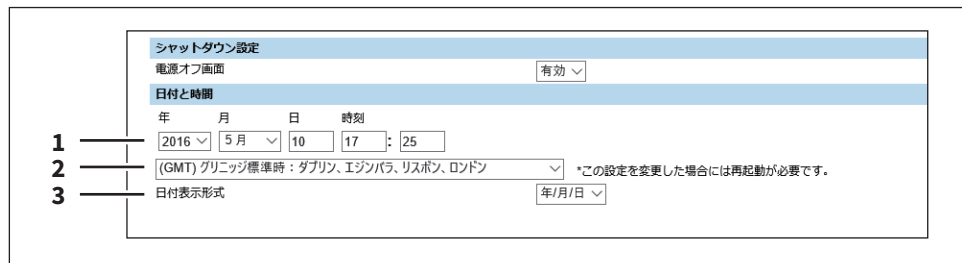 シャットダウン設定
電源オフ画面 有効
日付と時間
年 月 日 時刻
1 2016 5 月 10 17 : 25
2 (GMT) グリニッジ標準時：ダブリン、エジンバラ、リスボン、ロンドン *この設定を変更した場合には再起動が必要です。
3 日付表示形式 年/月/日